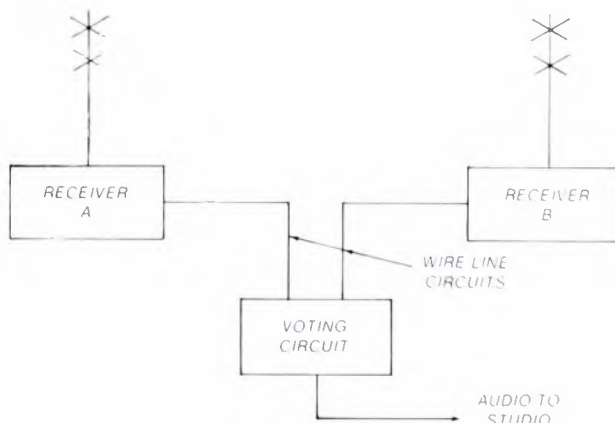 RECEIVER
A
RECEIVER
B
WIRE LINE
CIRCUITS
VOTING
CIRCUIT
AUDIO TO
STUDIO